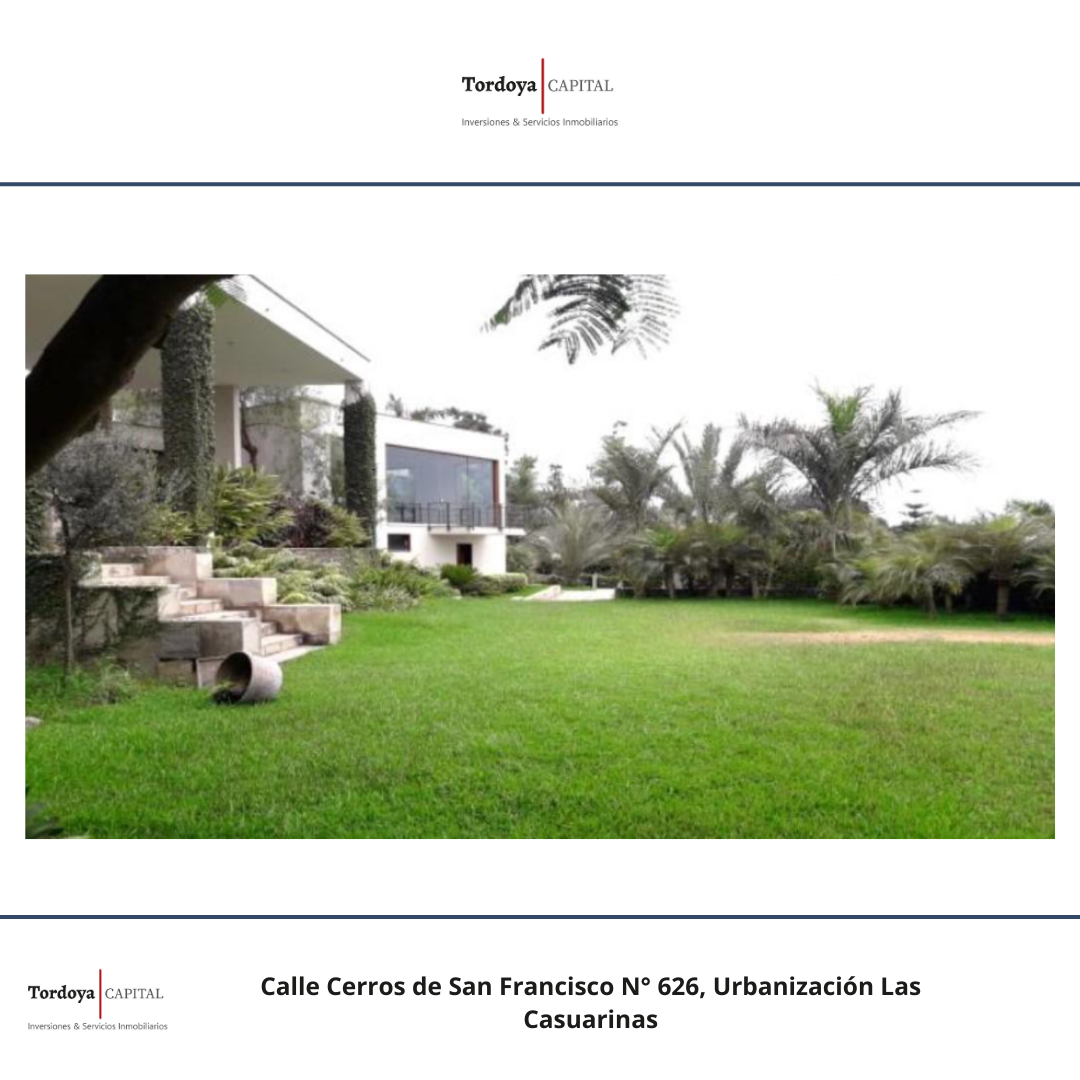 Tordoya CAPITAL
Inversiones & Servicios Inmobiliarios
Tordoya CAPITAL
Inversiones & Servicios Inmobiliarios
Calle Cerros de San Francisco N° 626, Urbanización Las
Casuarinas